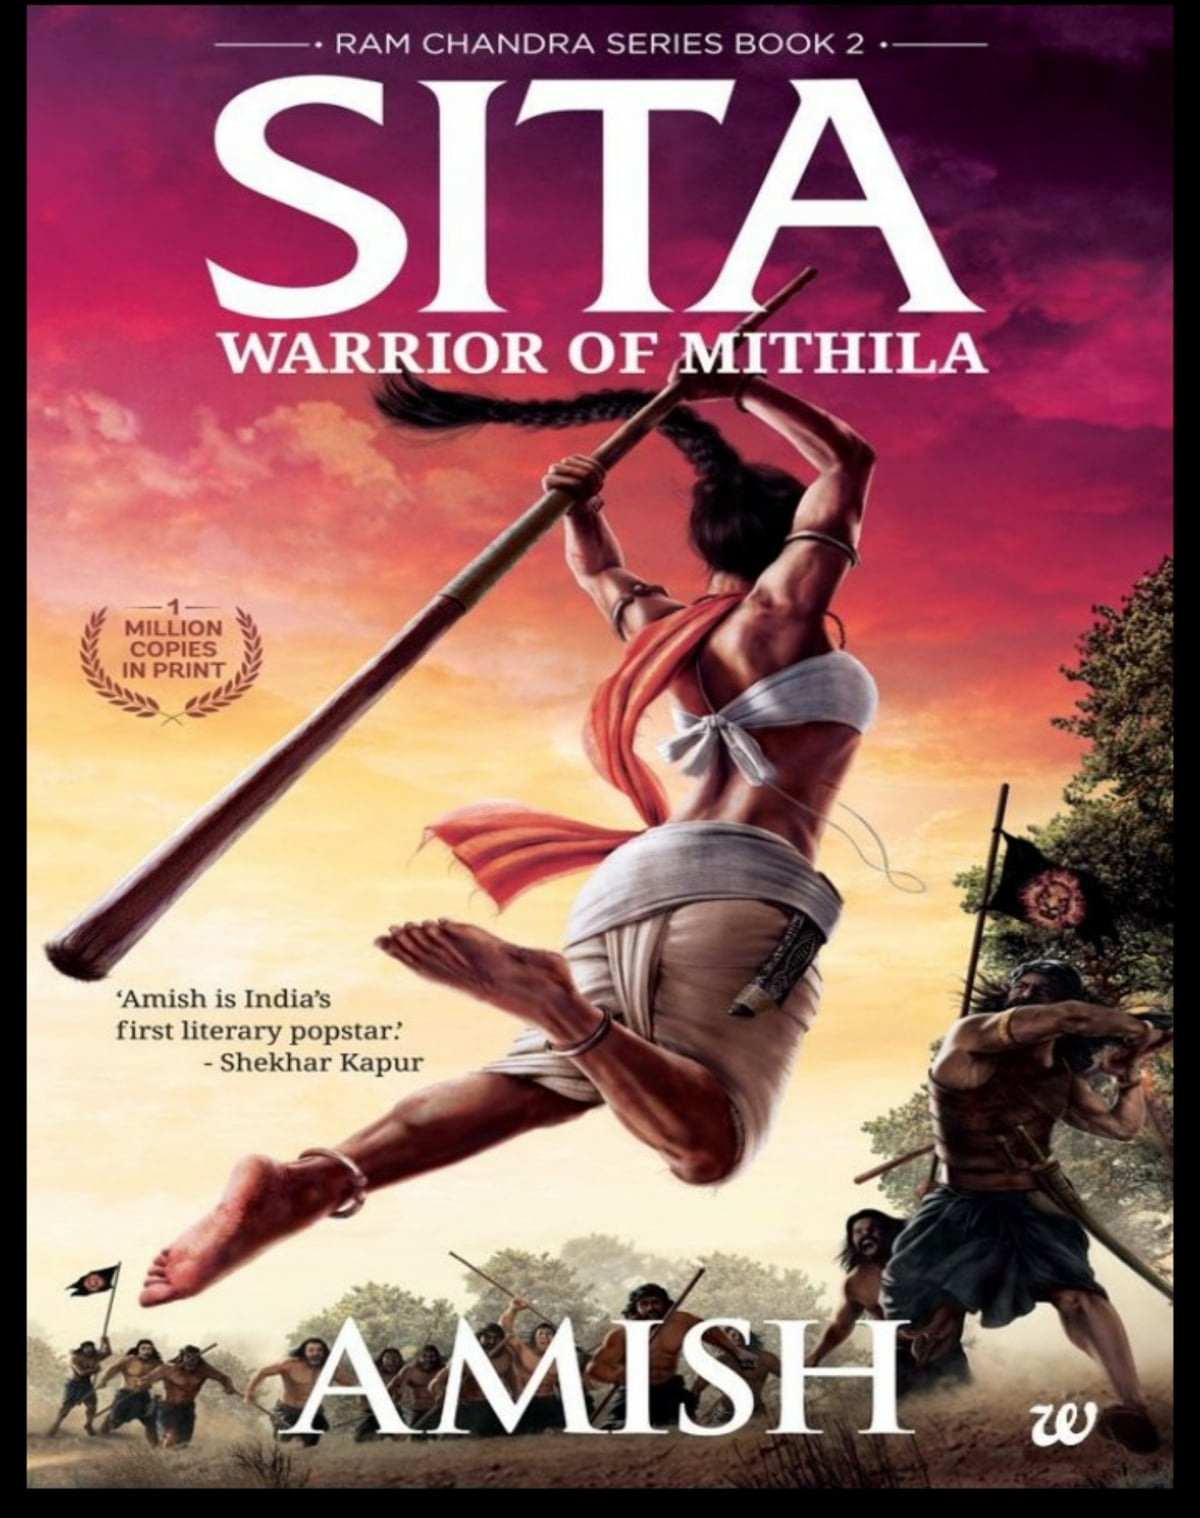 RAM CHANDRA SERIES BOOK 2
SITA
WARRIOR OF MITHILA
1
MILLION
COPIES
IN PRINT
‘Amish is India’s
first literary popstar.’
- Shekhar Kapur
AMISH
w